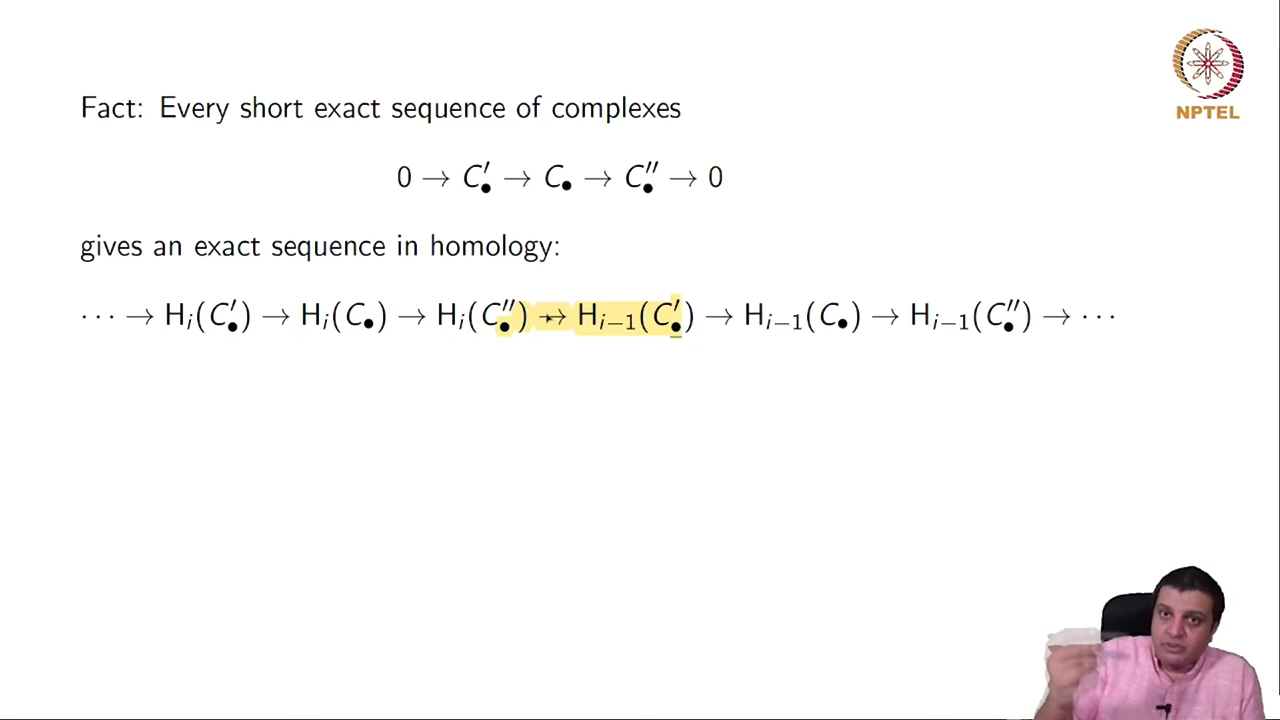 NPTEL
Fact: Every short exact sequence of complexes
0 → C′• → C• → C″• → 0
gives an exact sequence in homology:
⋯ → Hᵢ(C′•) → Hᵢ(C•) → Hᵢ(C″•) → Hᵢ₋₁(C′•) → Hᵢ₋₁(C•) → Hᵢ₋₁(C″•) → ⋯